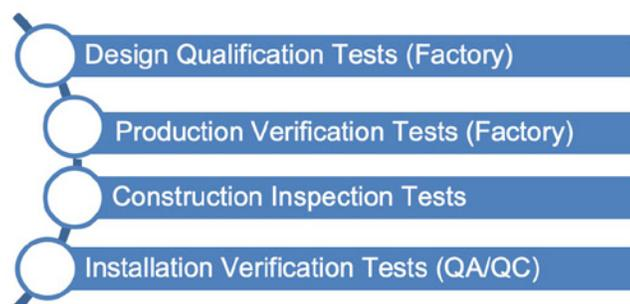 Design Qualification Tests (Factory)
Production Verification Tests (Factory)
Construction Inspection Tests
Installation Verification Tests (QA/QC)